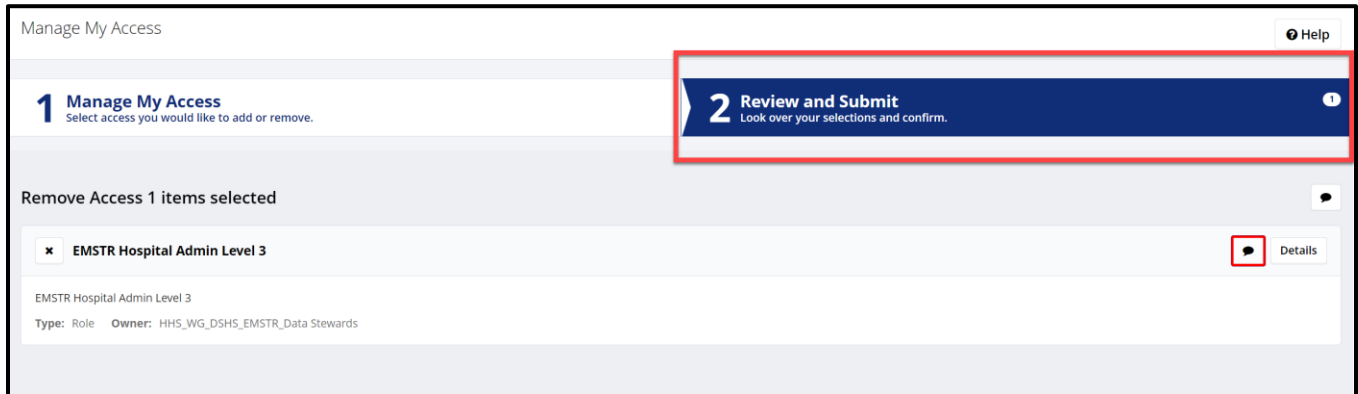 Manage My Access
Help
1 Manage My Access
Select access you would like to add or remove.
2 Review and Submit
Look over your selections and confirm.
1
Remove Access 1 items selected
EMSTR Hospital Admin Level 3
Details
EMSTR Hospital Admin Level 3
Type: Role Owner: HHS_WG_DSHS_EMSTR_Data Stewards